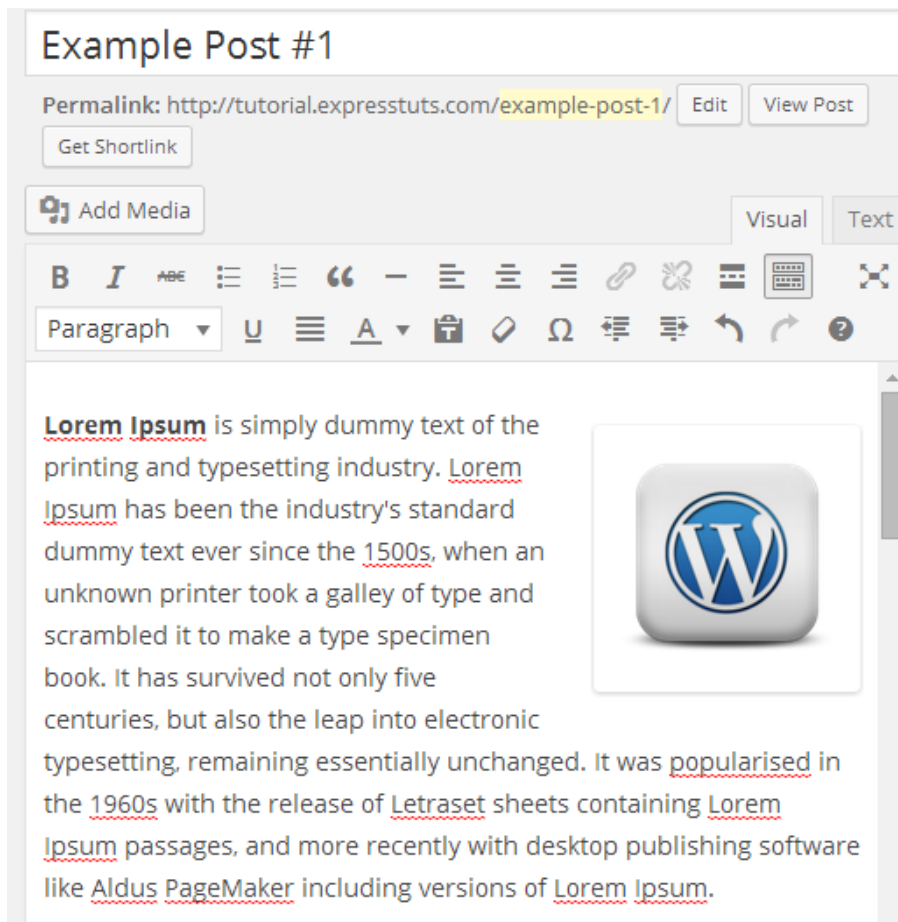 Example Post #1
Permalink: http://tutorial.expresstuts.com/example-post-1/ Edit View Post
Get Shortlink
Add Media
Visual Text
B I ABC
Paragraph U A T Ω ?
Lorem Ipsum is simply dummy text of the
printing and typesetting industry. Lorem
Ipsum has been the industry's standard
dummy text ever since the 1500s, when an
unknown printer took a galley of type and
scrambled it to make a type specimen
book. It has survived not only five
centuries, but also the leap into electronic
typesetting, remaining essentially unchanged. It was popularised in
the 1960s with the release of Letraset sheets containing Lorem
Ipsum passages, and more recently with desktop publishing software
like Aldus PageMaker including versions of Lorem Ipsum.
W